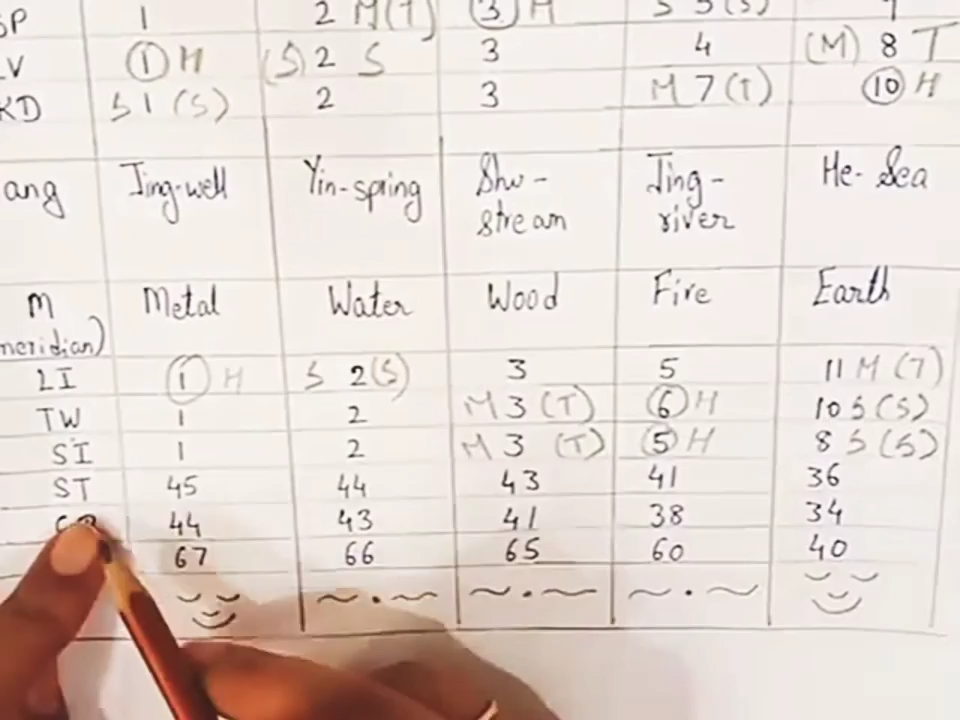 SP 1 2 M(T) (3) H S 5 (S)
LV (1) H (S) 2 S 3 4 (M) 8 T
KD S 1 (S) 2 3 M 7 (T) (10) H
ang Jing-well Yin-spring Shu - stream Jing - river He- Sea
M Metal Water Wood Fire Earth
meridian)
LI (1) H S 2 (S) 3 5 11 M (T)
TW 1 2 M 3 (T) (6) H 10 S (S)
SI 1 2 M 3 (T) (5) H 8 S (S)
ST 45 44 43 41 36
44 43 41 38 34
67 66 65 60 40